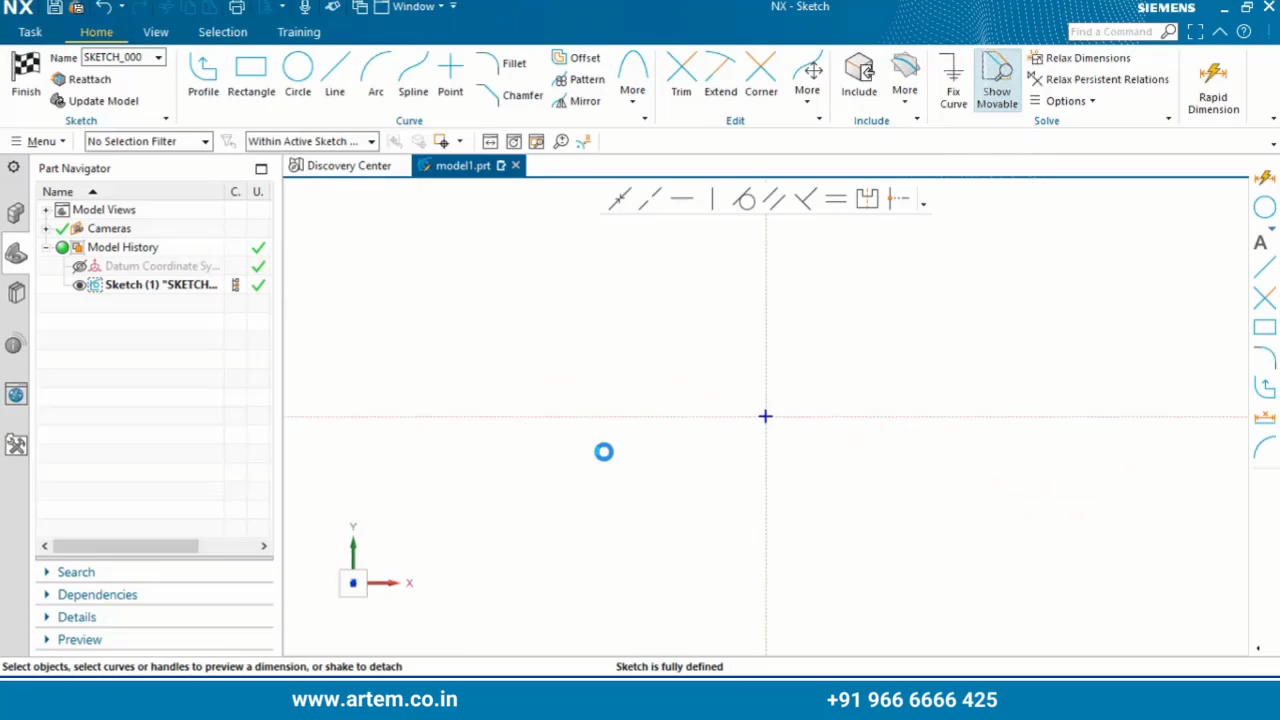 NX
Window
NX - Sketch
SIEMENS
Task
Home
View
Selection
Training
Find a Command
Finish
Name
SKETCH_000
Reattach
Update Model
Sketch
Profile
Rectangle
Circle
Line
Arc
Spline
Point
Fillet
Chamfer
Offset
Pattern
Mirror
More
Curve
Trim
Extend
Corner
More
Edit
Include
More
Include
Fix
Curve
Show
Movable
Relax Dimensions
Relax Persistent Relations
Options
Solve
Rapid
Dimension
Menu
No Selection Filter
Within Active Sketch ...
Part Navigator
Discovery Center
model1.prt
Name
C.
U.
Model Views
Cameras
Model History
Datum Coordinate Sy...
Sketch (1) "SKETCH...
A
Y
X
Search
Dependencies
Details
Preview
Select objects, select curves or handles to preview a dimension, or shake to detach
Sketch is fully defined
www.artem.co.in
+91 966 6666 425